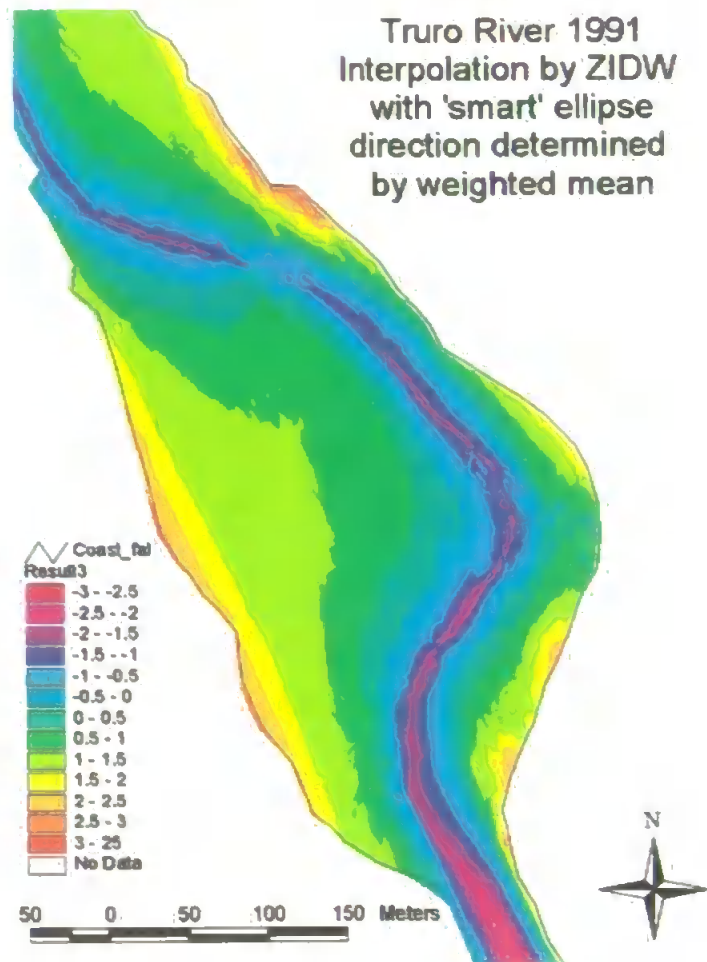 Truro River 1991
Interpolation by ZIDW
with 'smart' ellipse
direction determined
by weighted mean
Coast_fal
-3 - -2.5
-2.5 - -2
-2 - -1.5
-1.5 - -1
-1 - -0.5
-0.5 - 0
0 - 0.5
0.5 - 1
1 - 1.5
1.5 - 2
2 - 2.5
2.5 - 3
3 - 25
No Data
N
50 0 50 100 150 Meters